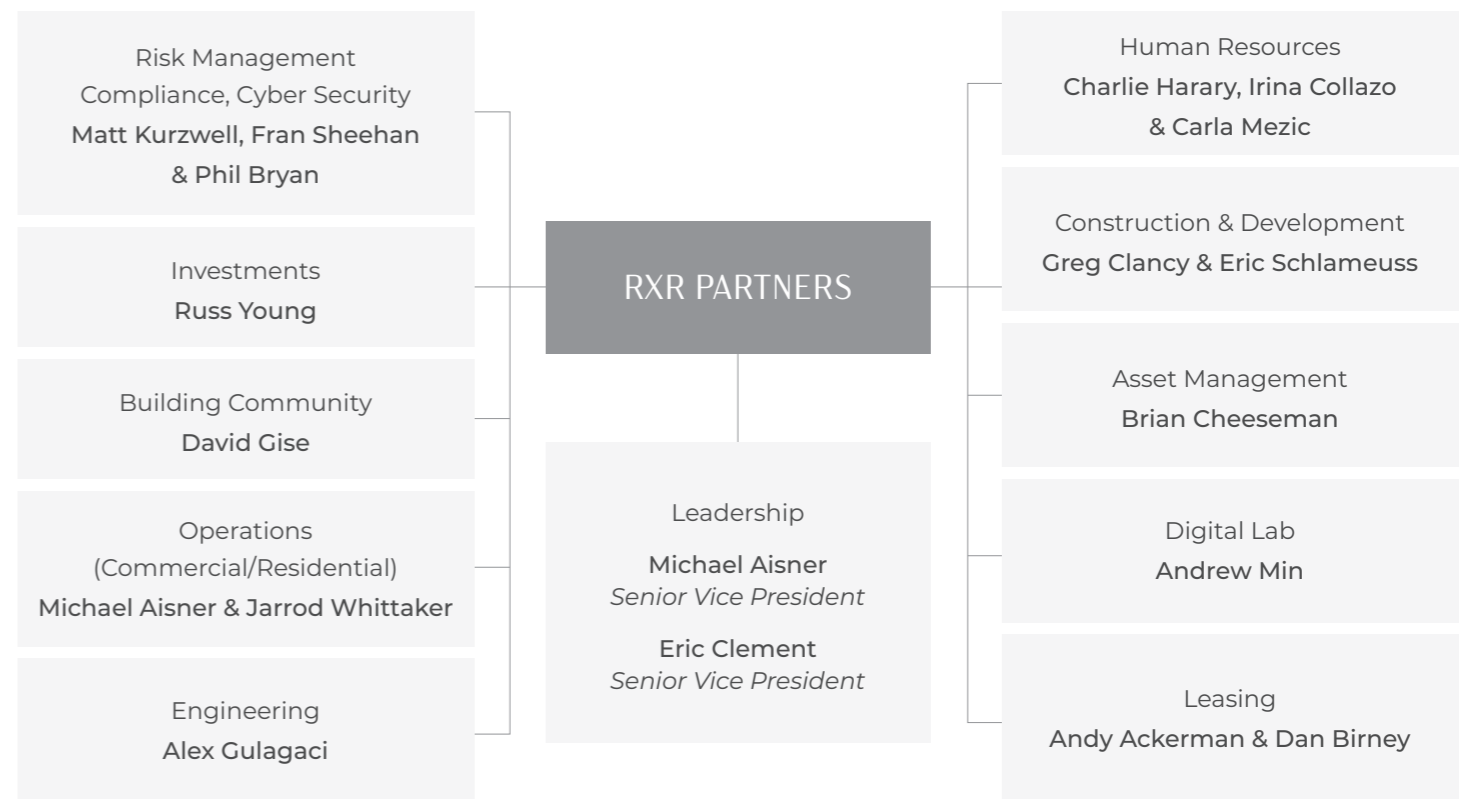 Risk Management
Compliance, Cyber Security
Matt Kurzwell, Fran Sheehan
& Phil Bryan
Investments
Russ Young
Building Community
David Gise
Operations
(Commercial/Residential)
Michael Aisner & Jarrod Whittaker
Engineering
Alex Gulagaci
RXR PARTNERS
Leadership
Michael Aisner
Senior Vice President
Eric Clement
Senior Vice President
Human Resources
Charlie Harary, Irina Collazo
& Carla Mezic
Construction & Development
Greg Clancy & Eric Schlameuss
Asset Management
Brian Cheeseman
Digital Lab
Andrew Min
Leasing
Andy Ackerman & Dan Birney